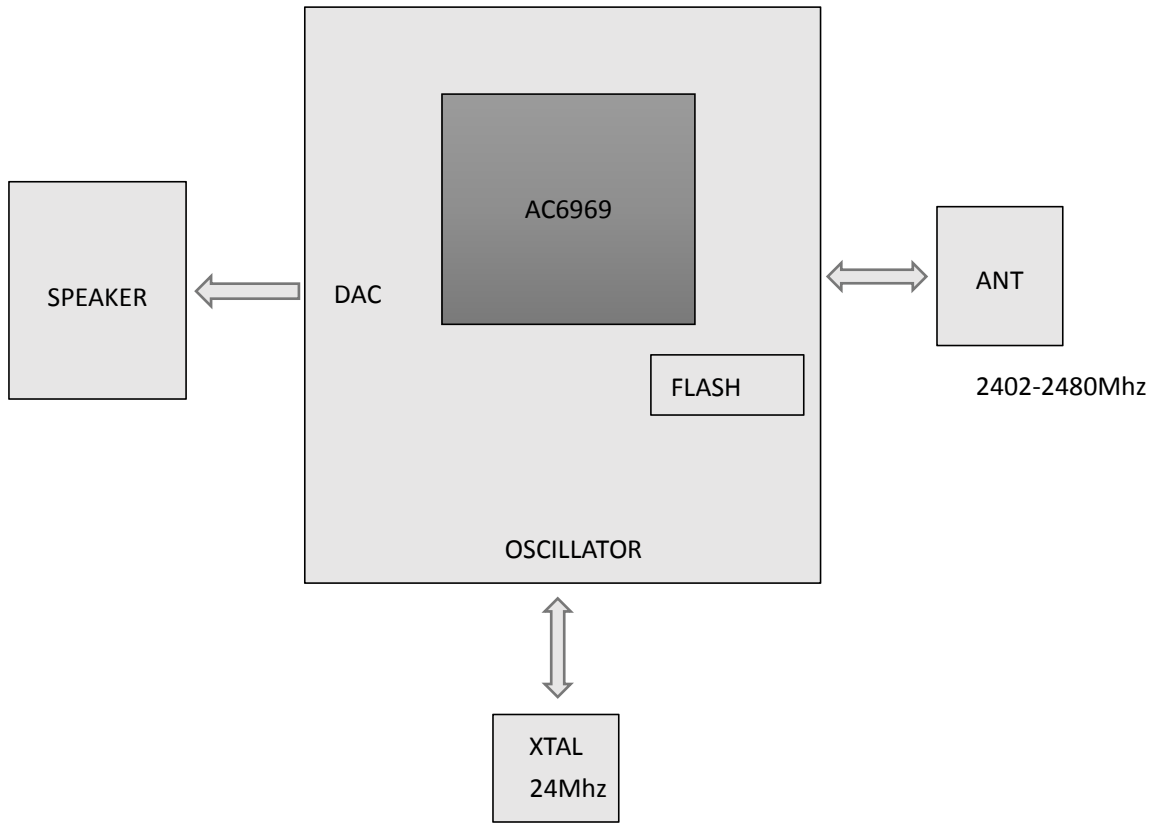 AC6969
SPEAKER
DAC
ANT
FLASH
2402-2480Mhz
OSCILLATOR
XTAL
24Mhz